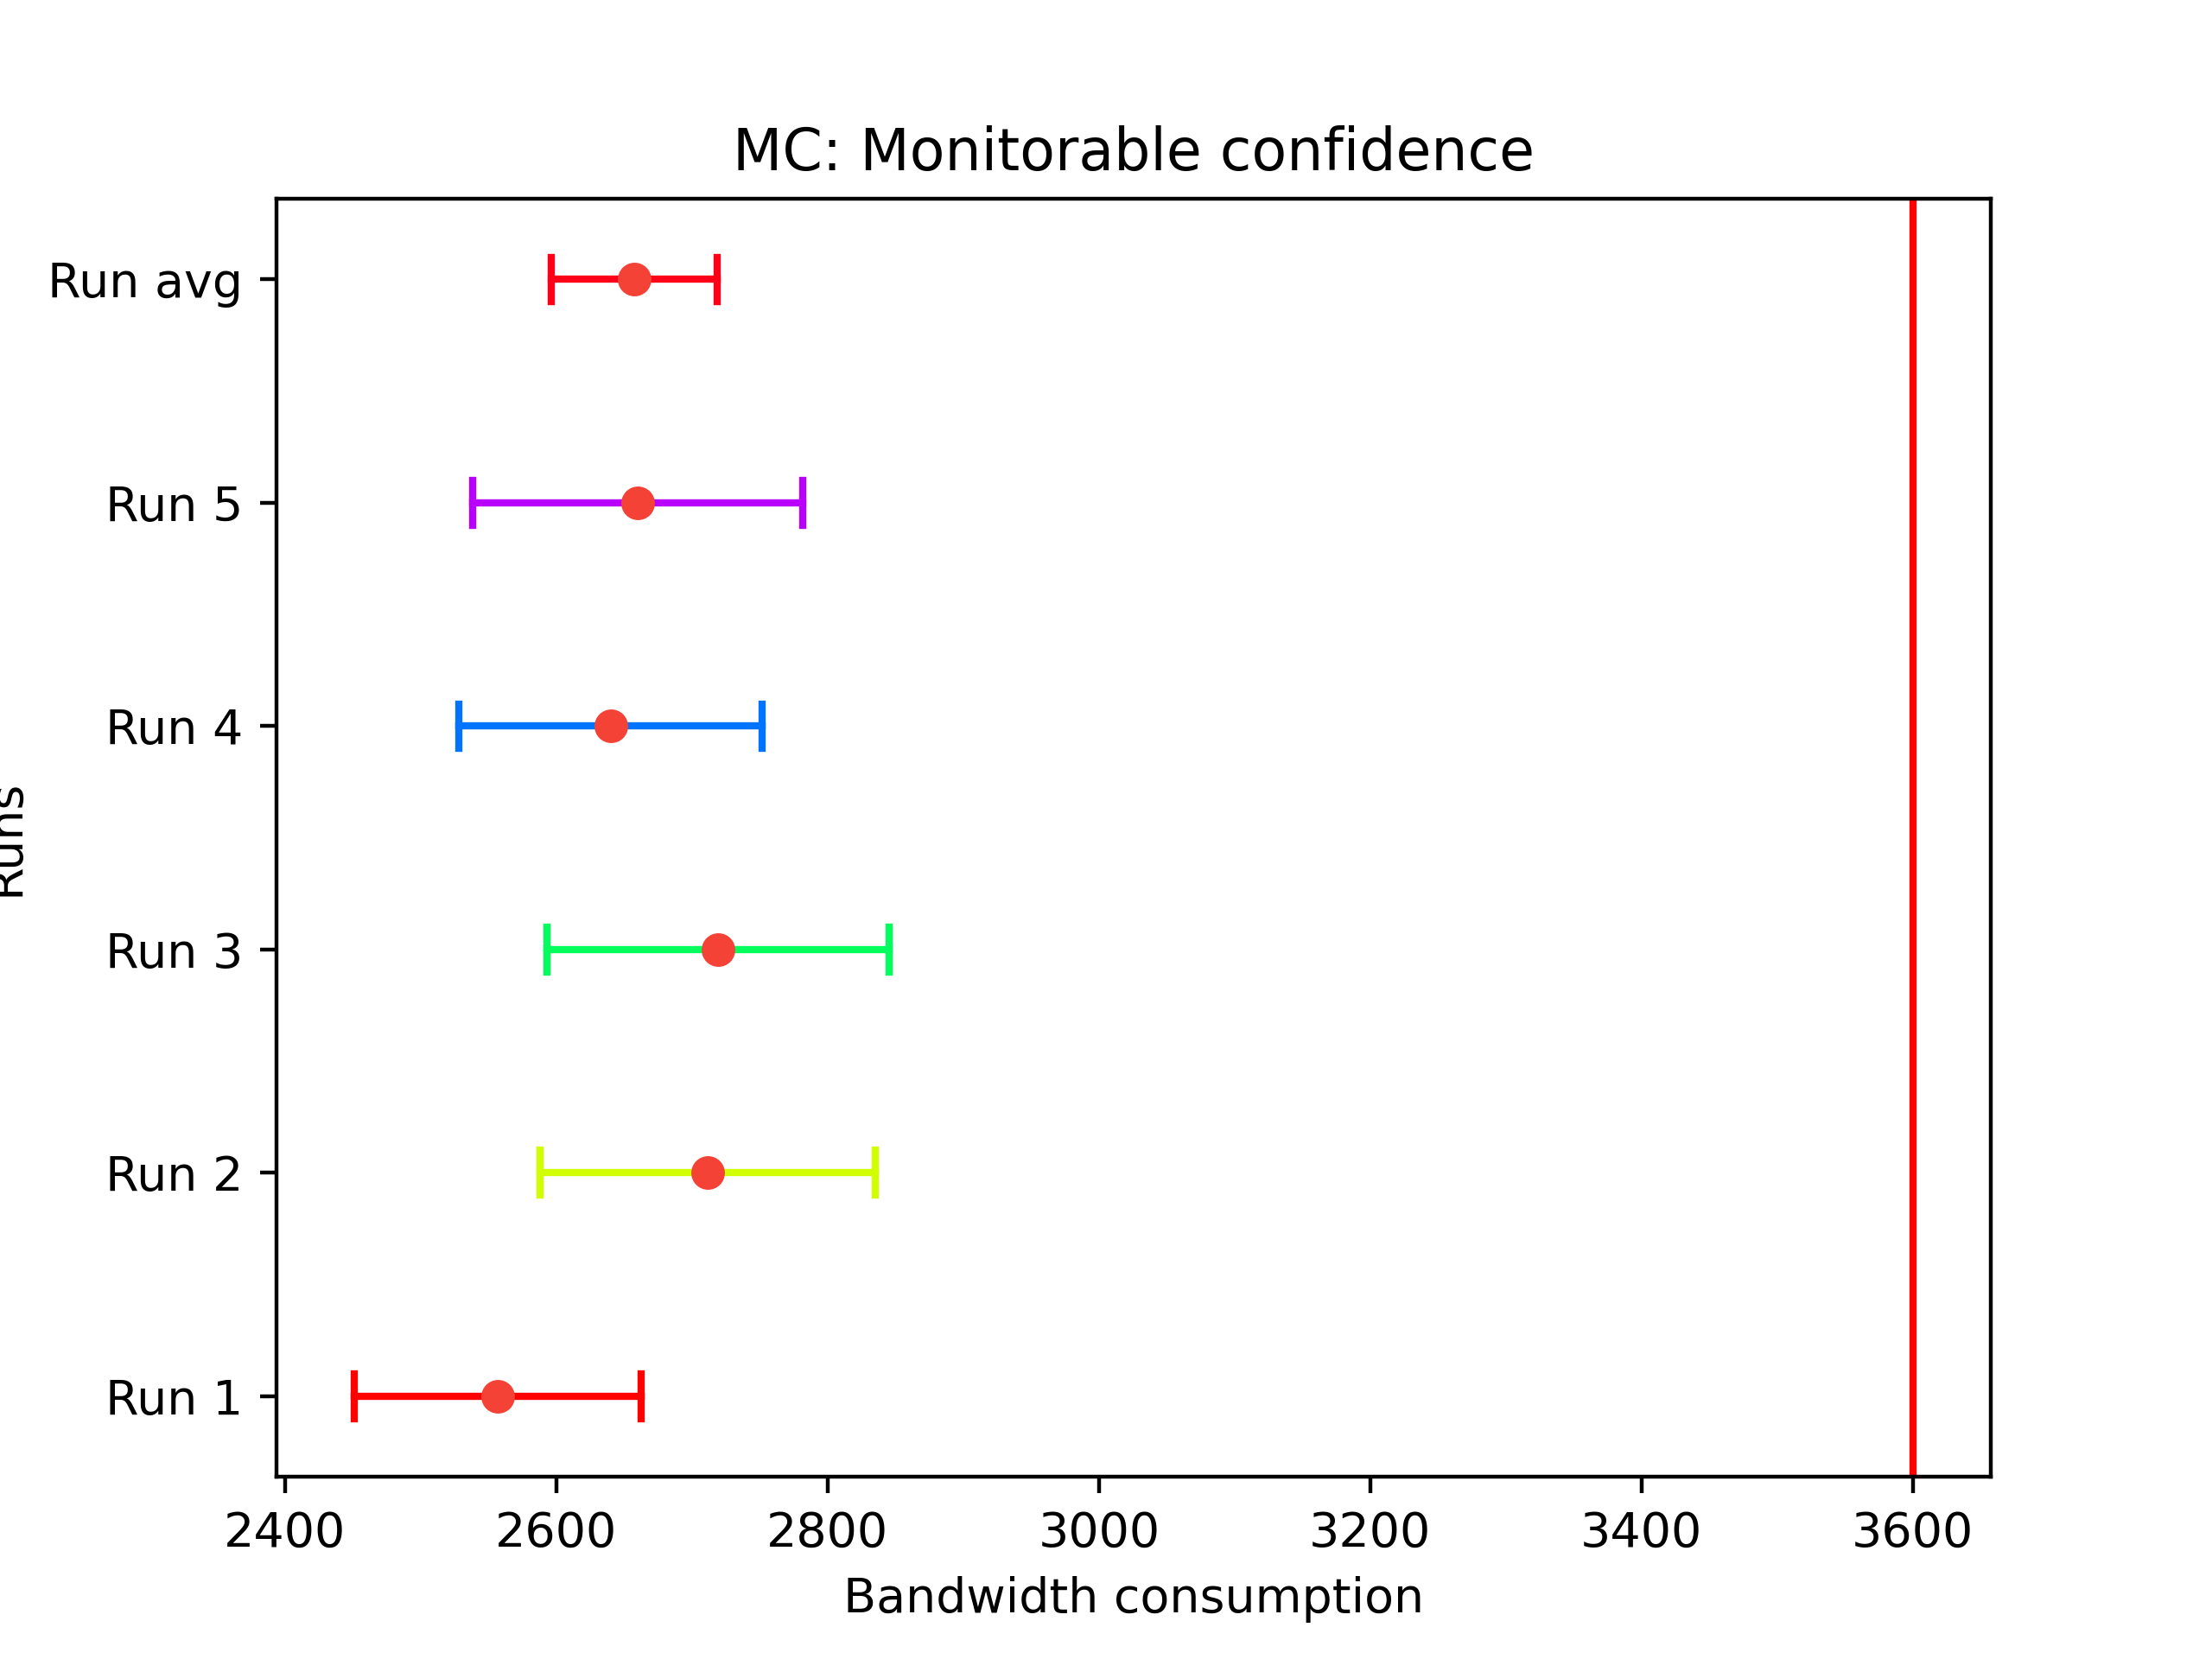 MC: Monitorable confidence
Run avg
Run 5
Run 4
Run 3
Run 2
Run 1
Runs
2400 2600 2800 3000 3200 3400 3600
Bandwidth consumption